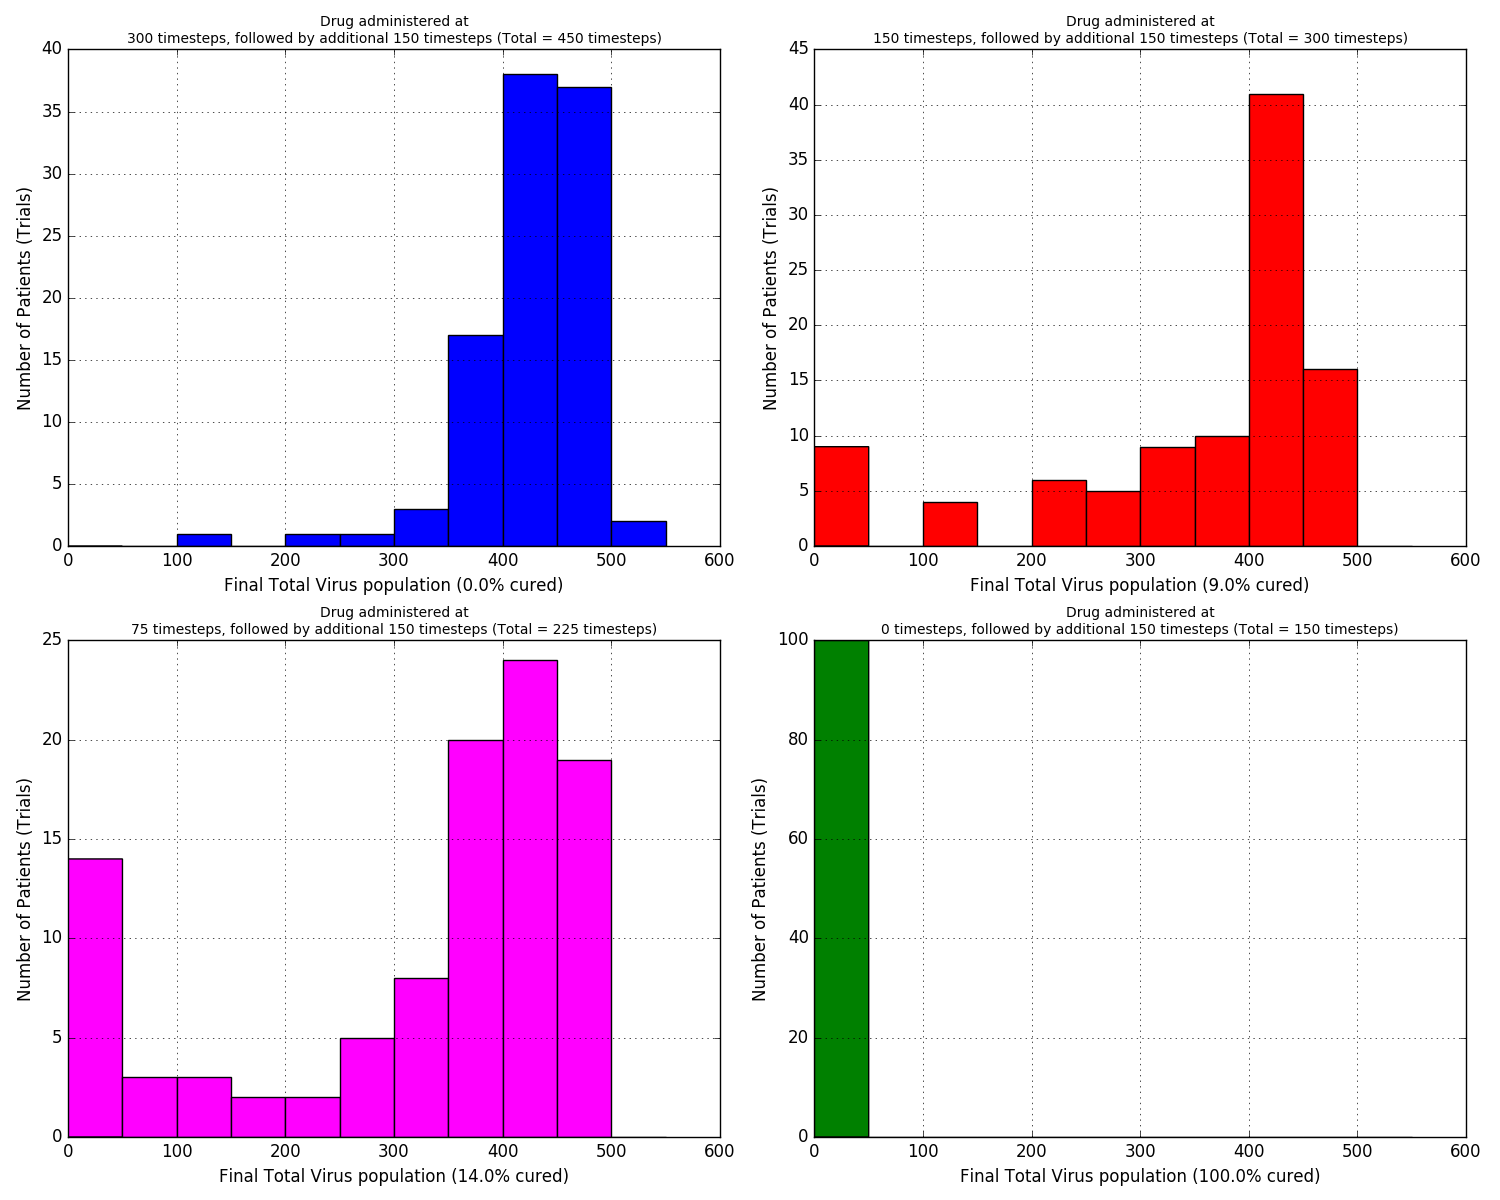 Drug administered at
300 timesteps, followed by additional 150 timesteps (Total = 450 timesteps)
40
35
30
25
20
15
10
5
0
Number of Patients (Trials)
0 100 200 300 400 500 600
Final Total Virus population (0.0% cured)
Drug administered at
150 timesteps, followed by additional 150 timesteps (Total = 300 timesteps)
45
40
35
30
25
20
15
10
5
0
Number of Patients (Trials)
0 100 200 300 400 500 600
Final Total Virus population (9.0% cured)
Drug administered at
75 timesteps, followed by additional 150 timesteps (Total = 225 timesteps)
25
20
15
10
5
0
Number of Patients (Trials)
0 100 200 300 400 500 600
Final Total Virus population (14.0% cured)
Drug administered at
0 timesteps, followed by additional 150 timesteps (Total = 150 timesteps)
100
80
60
40
20
0
Number of Patients (Trials)
0 100 200 300 400 500 600
Final Total Virus population (100.0% cured)